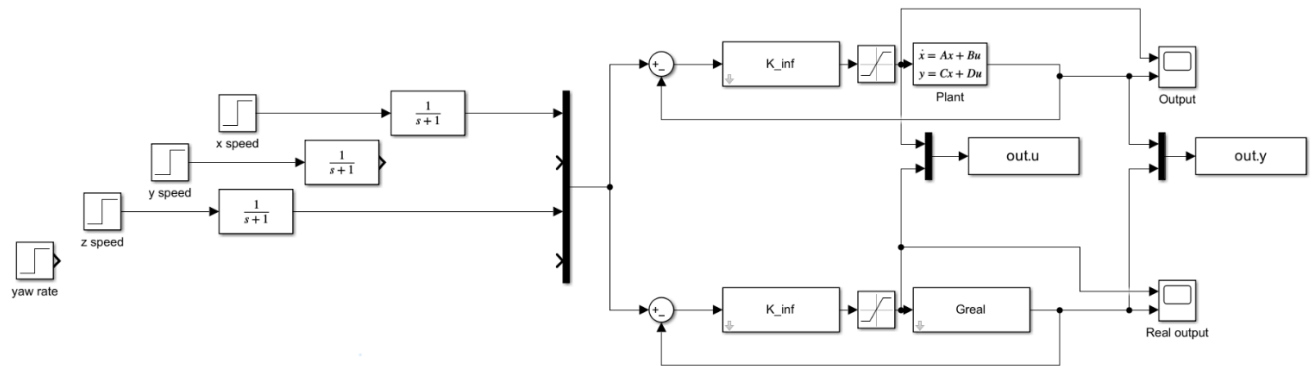 x speed
1
s + 1
y speed
1
s + 1
z speed
1
s + 1
yaw rate
+
−
K_inf
ẋ = Ax + Bu
y = Cx + Du
Plant
Output
out.u
out.y
+
−
K_inf
Greal
Real output